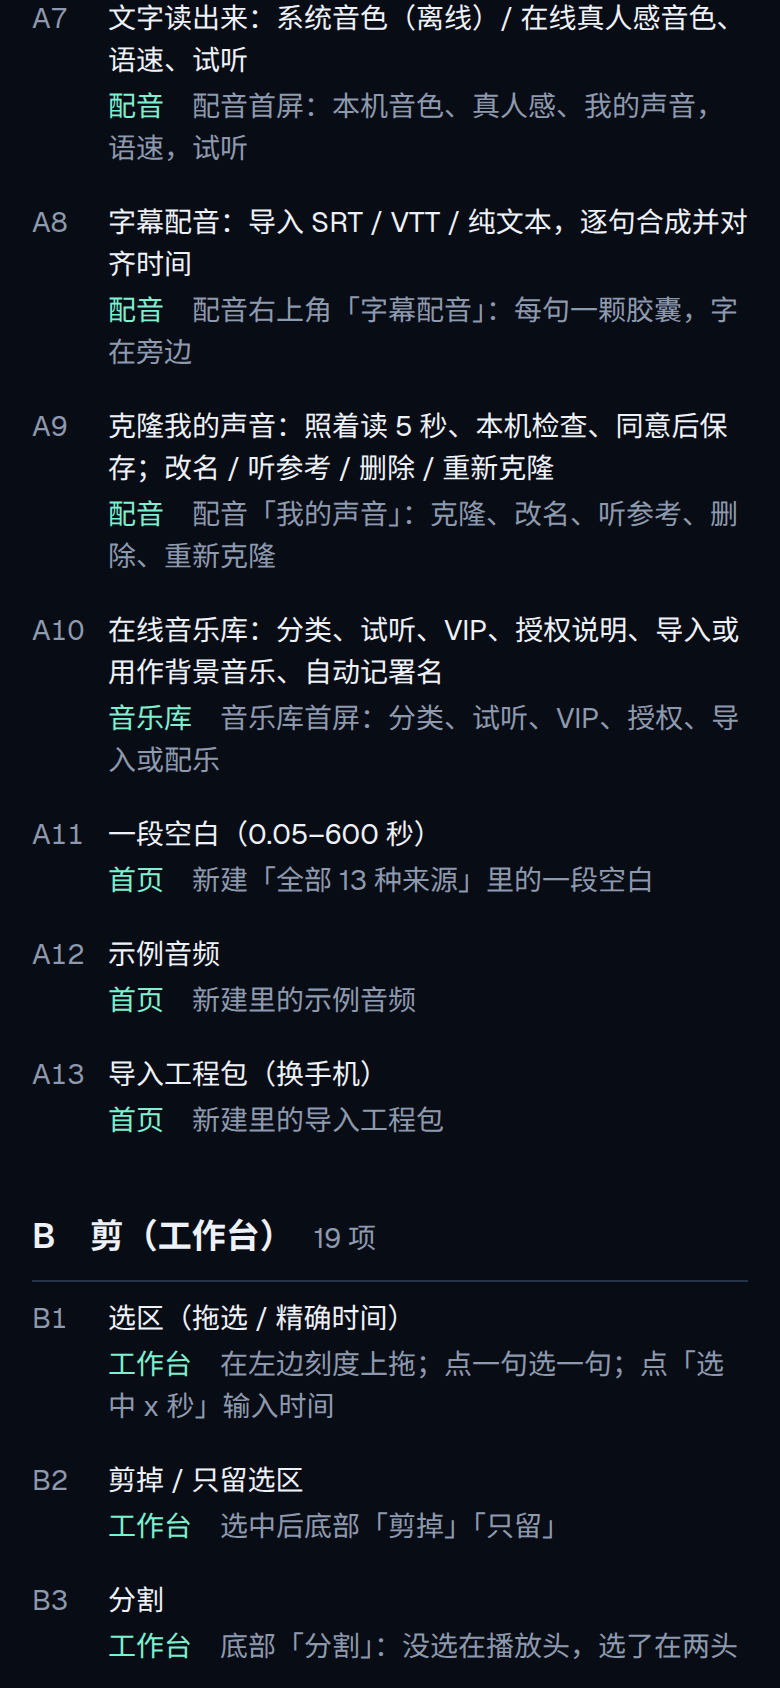 A7 文字读出来：系统音色（离线）/ 在线真人感音色、
语速、试听
配音 配音首屏：本机音色、真人感、我的声音，
语速，试听
A8 字幕配音：导入 SRT / VTT / 纯文本，逐句合成并对
齐时间
配音 配音右上角「字幕配音」：每句一颗胶囊，字
在旁边
A9 克隆我的声音：照着读 5 秒、本机检查、同意后保
存；改名 / 听参考 / 删除 / 重新克隆
配音 配音「我的声音」：克隆、改名、听参考、删
除、重新克隆
A10 在线音乐库：分类、试听、VIP、授权说明、导入或
用作背景音乐、自动记署名
音乐库 音乐库首屏：分类、试听、VIP、授权、导
入或配乐
A11 一段空白（0.05–600 秒）
首页 新建「全部 13 种来源」里的一段空白
A12 示例音频
首页 新建里的示例音频
A13 导入工程包（换手机）
首页 新建里的导入工程包
B 剪（工作台） 19 项
B1 选区（拖选 / 精确时间）
工作台 在左边刻度上拖；点一句选一句；点「选
中 x 秒」输入时间
B2 剪掉 / 只留选区
工作台 选中后底部「剪掉」「只留」
B3 分割
工作台 底部「分割」：没选在播放头，选了在两头